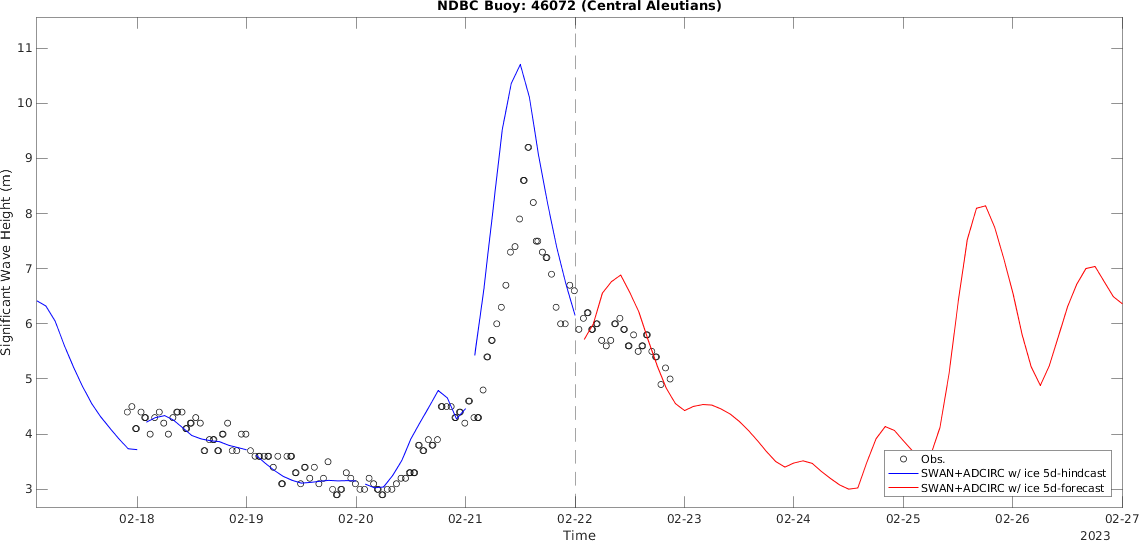 NDBC Buoy: 46072 (Central Aleutians)
Significant Wave Height (m)
11
10
9
8
7
6
5
4
3
Obs.
SWAN+ADCIRC w/ ice 5d-hindcast
SWAN+ADCIRC w/ ice 5d-forecast
02-18 02-19 02-20 02-21 02-22 02-23 02-24 02-25 02-26 02-27
Time
2023